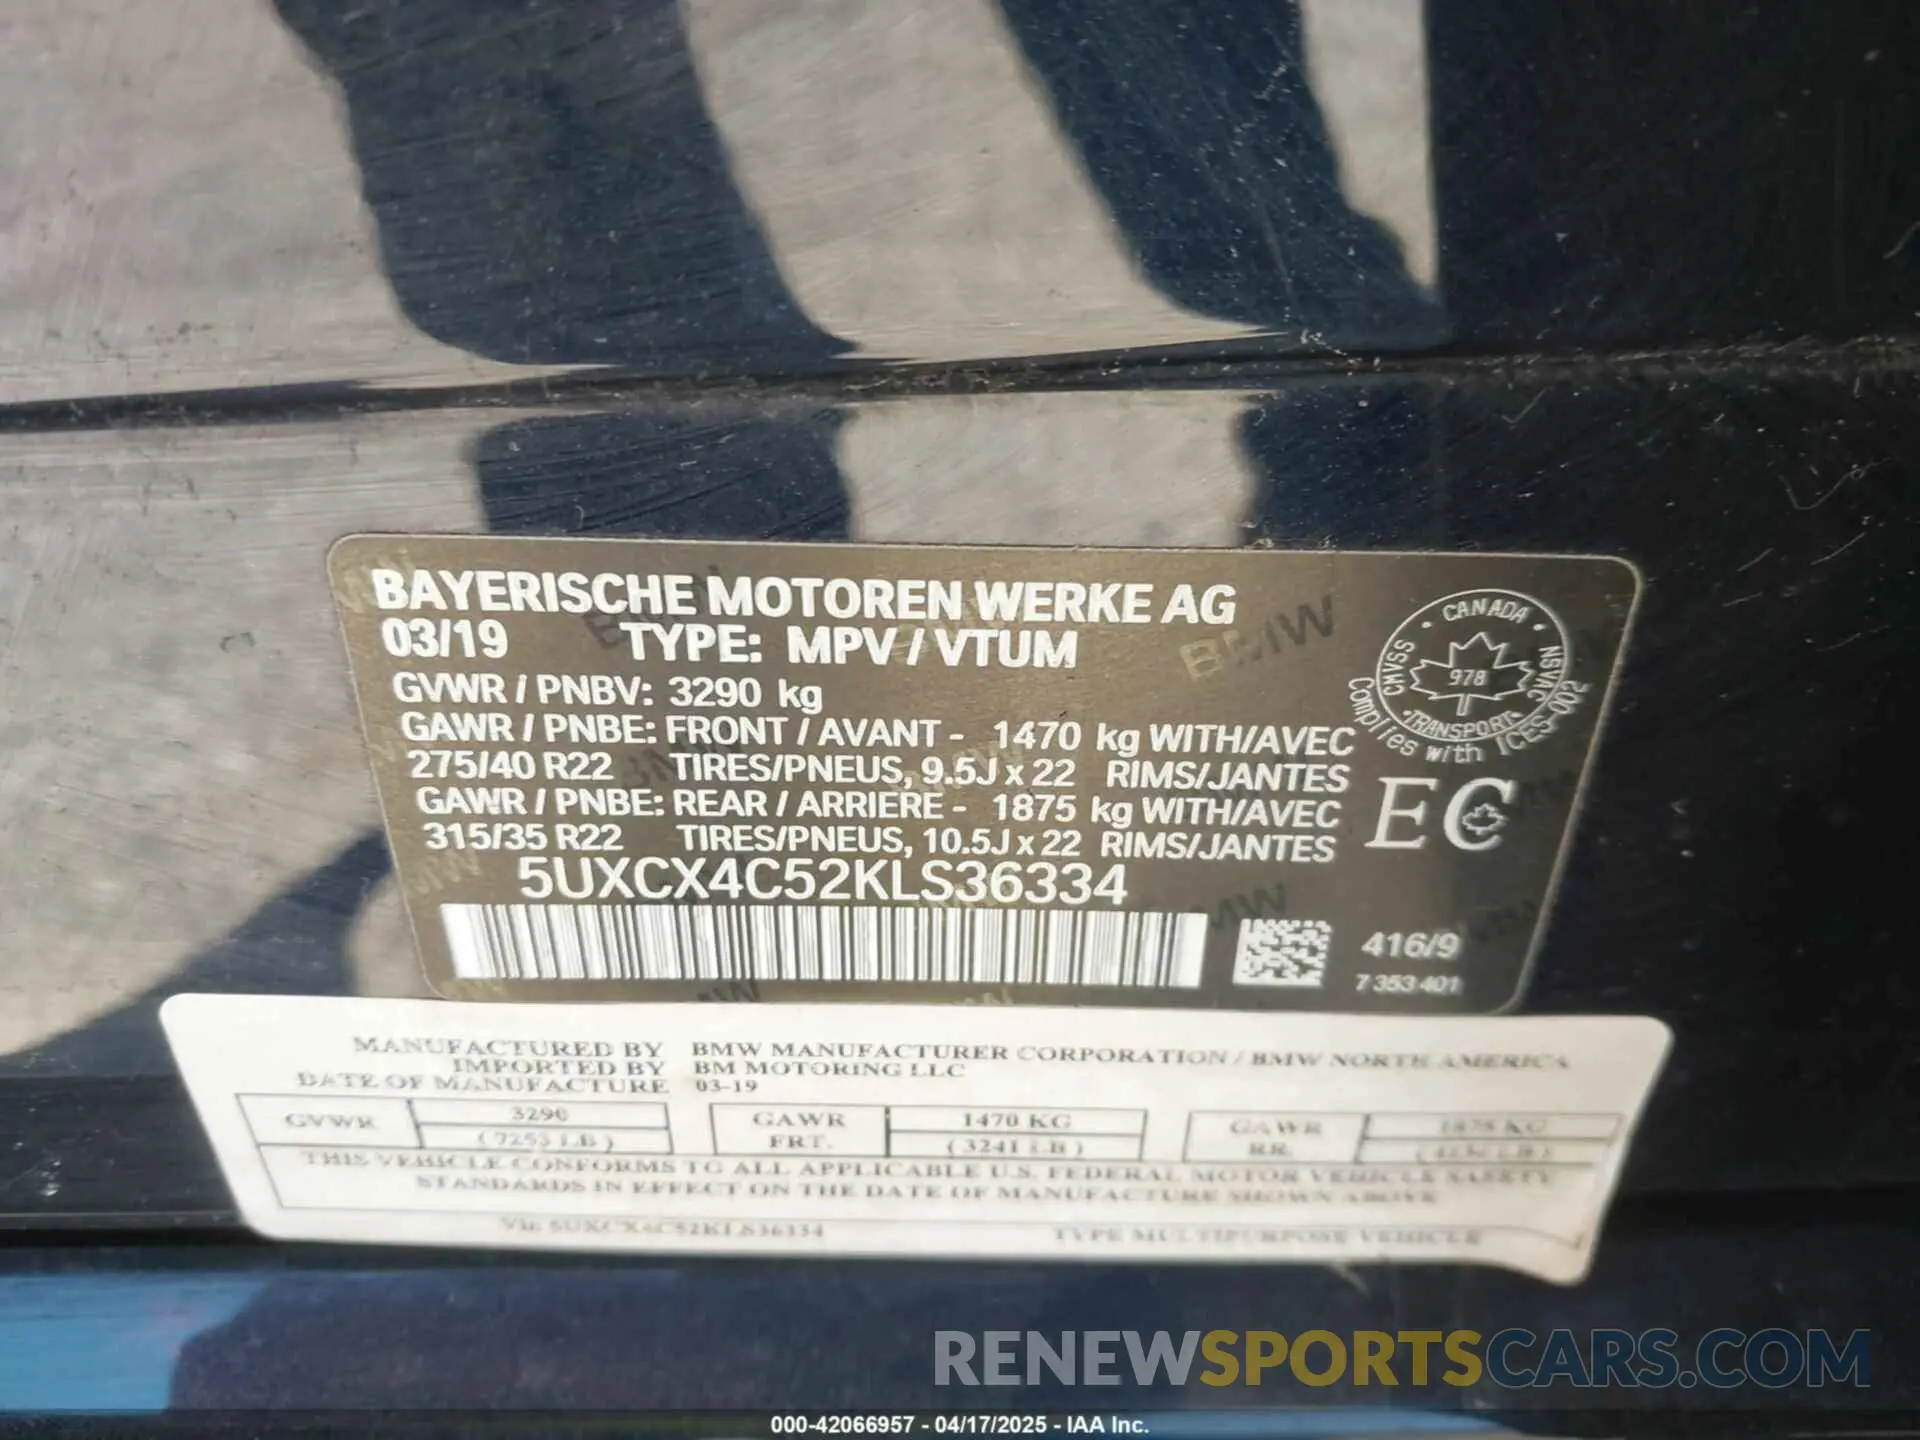 BAYERISCHE MOTOREN WERKE AG
03/19 TYPE: MPV / VTUM
GVWR / PNBV: 3290 kg
GAWR / PNBE: FRONT / AVANT - 1470 kg WITH/AVEC
275/40 R22 TIRES/PNEUS, 9.5J x 22 RIMS/JANTES
GAWR / PNBE: REAR / ARRIERE - 1875 kg WITH/AVEC
315/35 R22 TIRES/PNEUS, 10.5J x 22 RIMS/JANTES
5UXCX4C52KLS36334
CANADA
CMVSS 978 NSVAC
TRANSPORT
Complies with ICES-002
EC
416/9
7 353 401
MANUFACTURED BY BMW MANUFACTURER CORPORATION / BMW NORTH AMERICA
IMPORTED BY BM MOTORING LLC
DATE OF MANUFACTURE 03-19
GVWR 3290 (7253 LB)
GAWR FRT. 1470 KG (3241 LB)
GAWR RR. 1875 KG
THIS VEHICLE CONFORMS TO ALL APPLICABLE U.S. FEDERAL MOTOR VEHICLE SAFETY
STANDARDS IN EFFECT ON THE DATE OF MANUFACTURE SHOWN ABOVE
5UXCX4C52KLS36334 TYPE MULTIPURPOSE VEHICLE
RENEWSPORTSCARS.COM
000-42066957 - 04/17/2025 - IAA Inc.